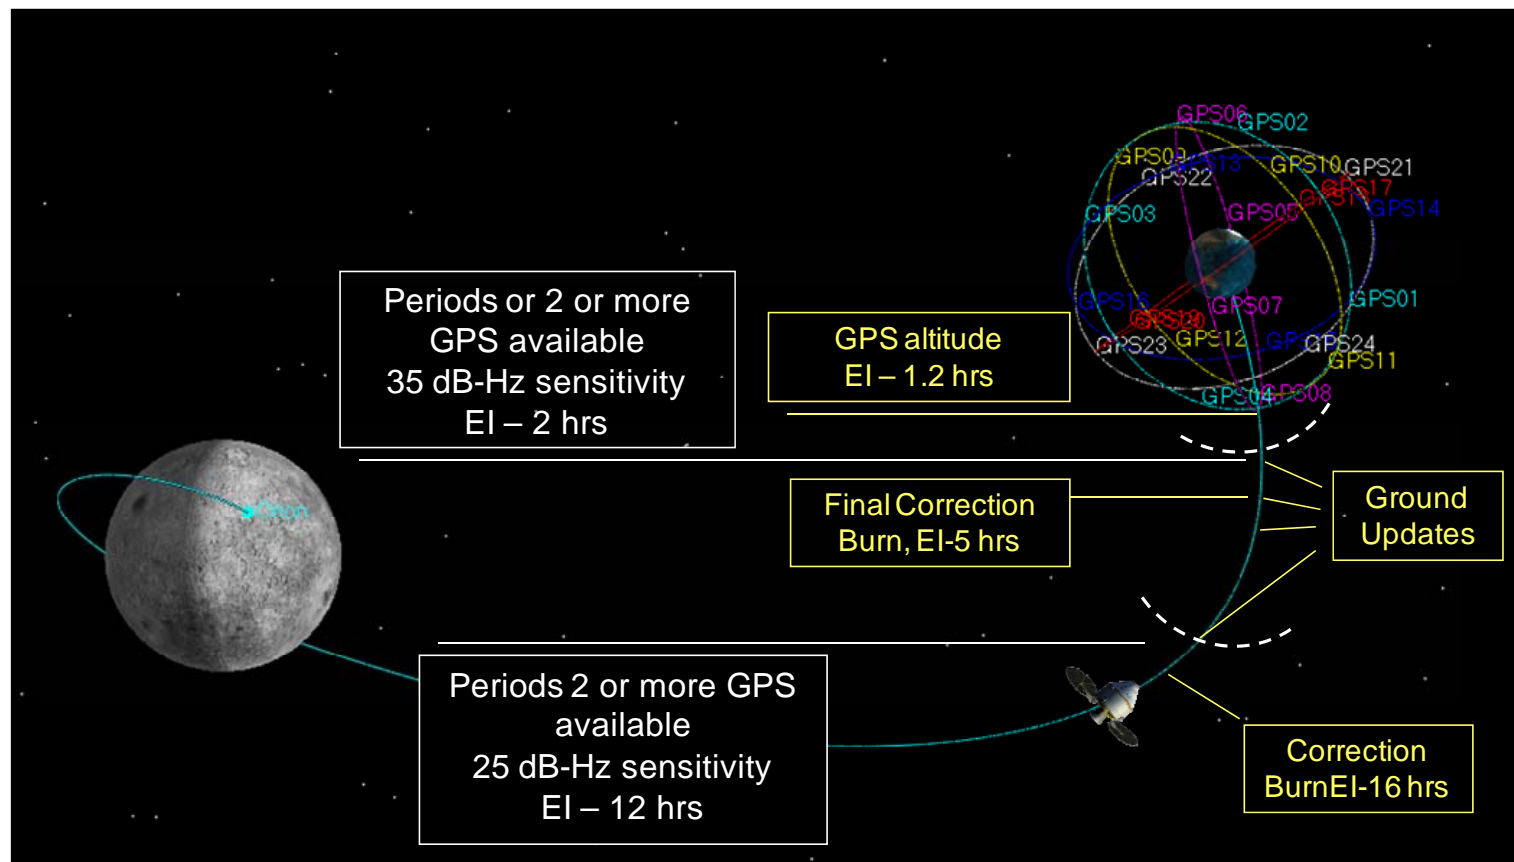 GPS06
GPS02
GPS09
GPS13
GPS10
GPS21
GPS22
GPS17
GPS03
GPS05
GPS14
Periods or 2 or more
GPS available
35 dB-Hz sensitivity
EI – 2 hrs
GPS altitude
EI – 1.2 hrs
GPS07
GPS01
GPS12
GPS23
GPS24
GPS11
GPS04
GPS08
Orion
Final Correction
Burn, EI-5 hrs
Ground
Updates
Periods 2 or more GPS
available
25 dB-Hz sensitivity
EI – 12 hrs
Correction
BurnEI-16 hrs